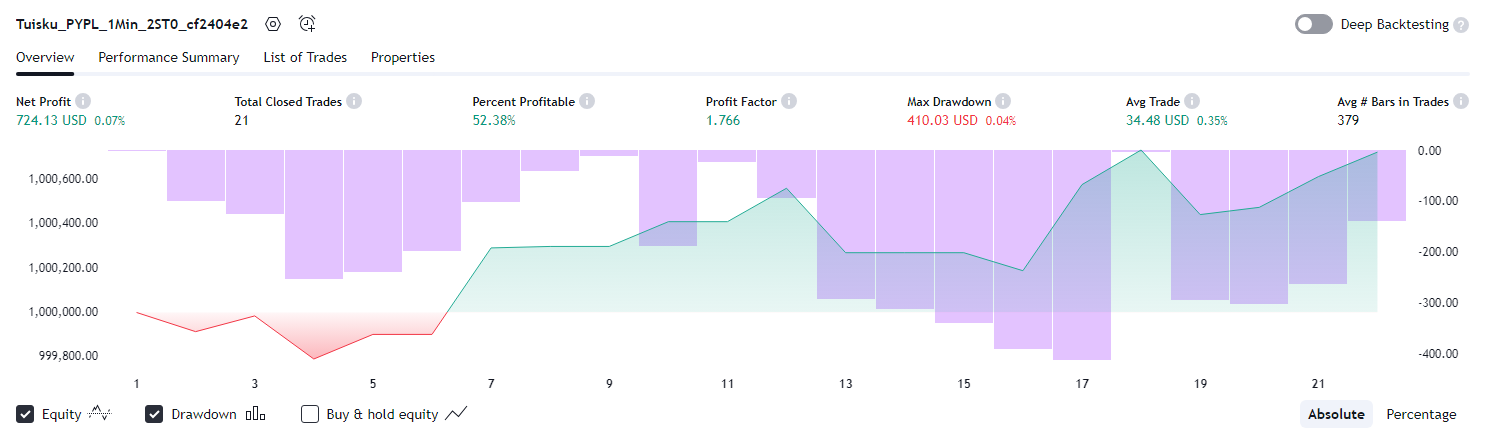 Tuisku_PYPL_1Min_2ST0_cf2404e2
Deep Backtesting ?
Overview Performance Summary List of Trades Properties
Net Profit i Total Closed Trades i Percent Profitable i Profit Factor i Max Drawdown i Avg Trade i Avg # Bars in Trades i
724.13 USD 0.07% 21 52.38% 1.766 410.03 USD 0.04% 34.48 USD 0.35% 379
0.00
1,000,600.00
-100.00
1,000,400.00
-200.00
1,000,200.00
-300.00
1,000,000.00
-400.00
999,800.00
1 3 5 7 9 11 13 15 17 19 21
Equity Drawdown Buy & hold equity Absolute Percentage